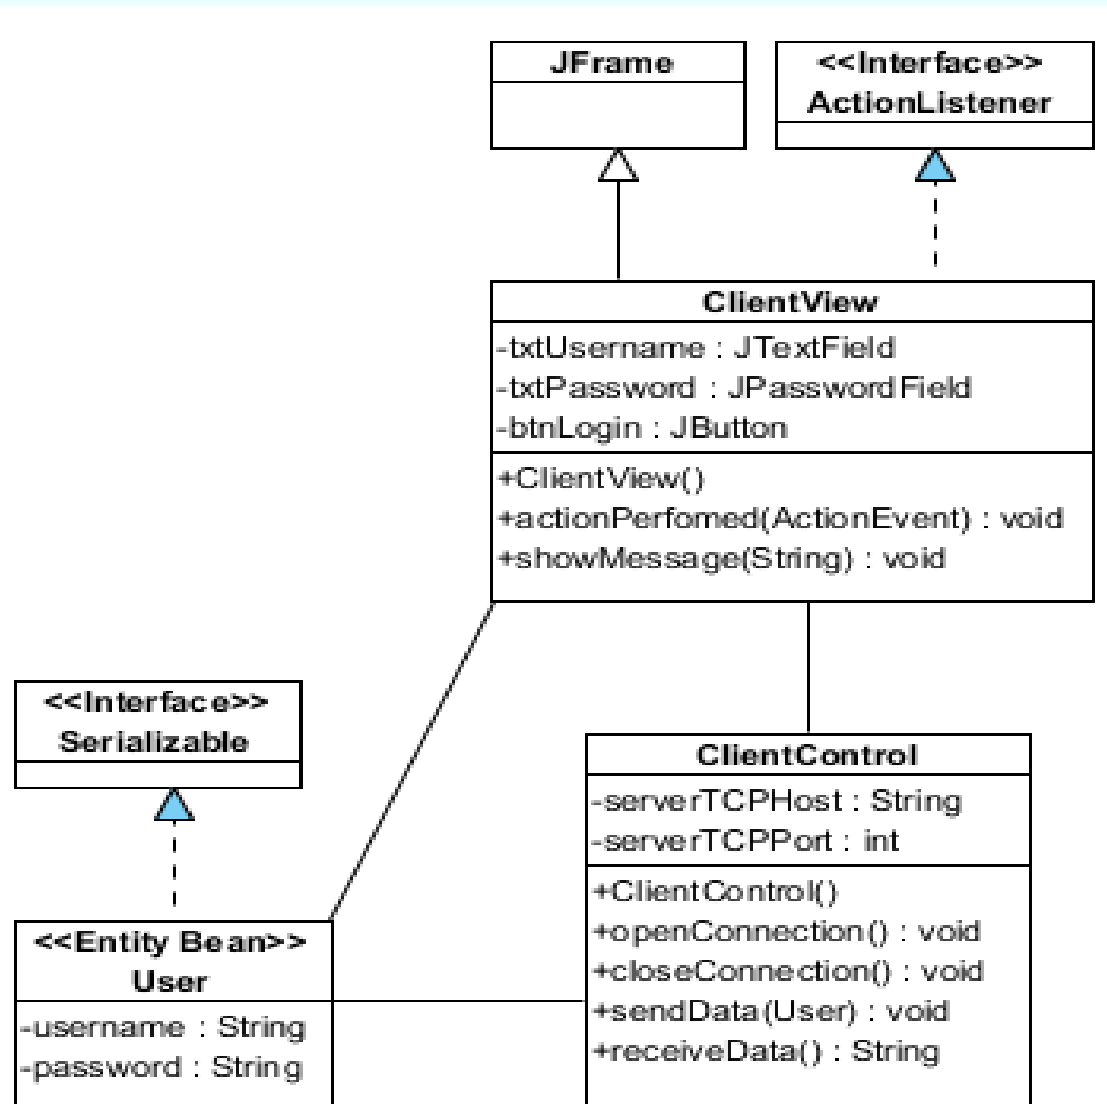 JFrame
<<Interface>>
ActionListener
ClientView
-txtUsername : JTextField
-txtPassword : JPasswordField
-btnLogin : JButton
+ClientView()
+actionPerfomed(ActionEvent) : void
+showMessage(String) : void
<<Interface>>
Serializable
ClientControl
-serverTCPHost : String
-serverTCPPort : int
+ClientControl()
+openConnection() : void
+closeConnection() : void
+sendData(User) : void
+receiveData() : String
<<Entity Bean>>
User
-username : String
-password : String